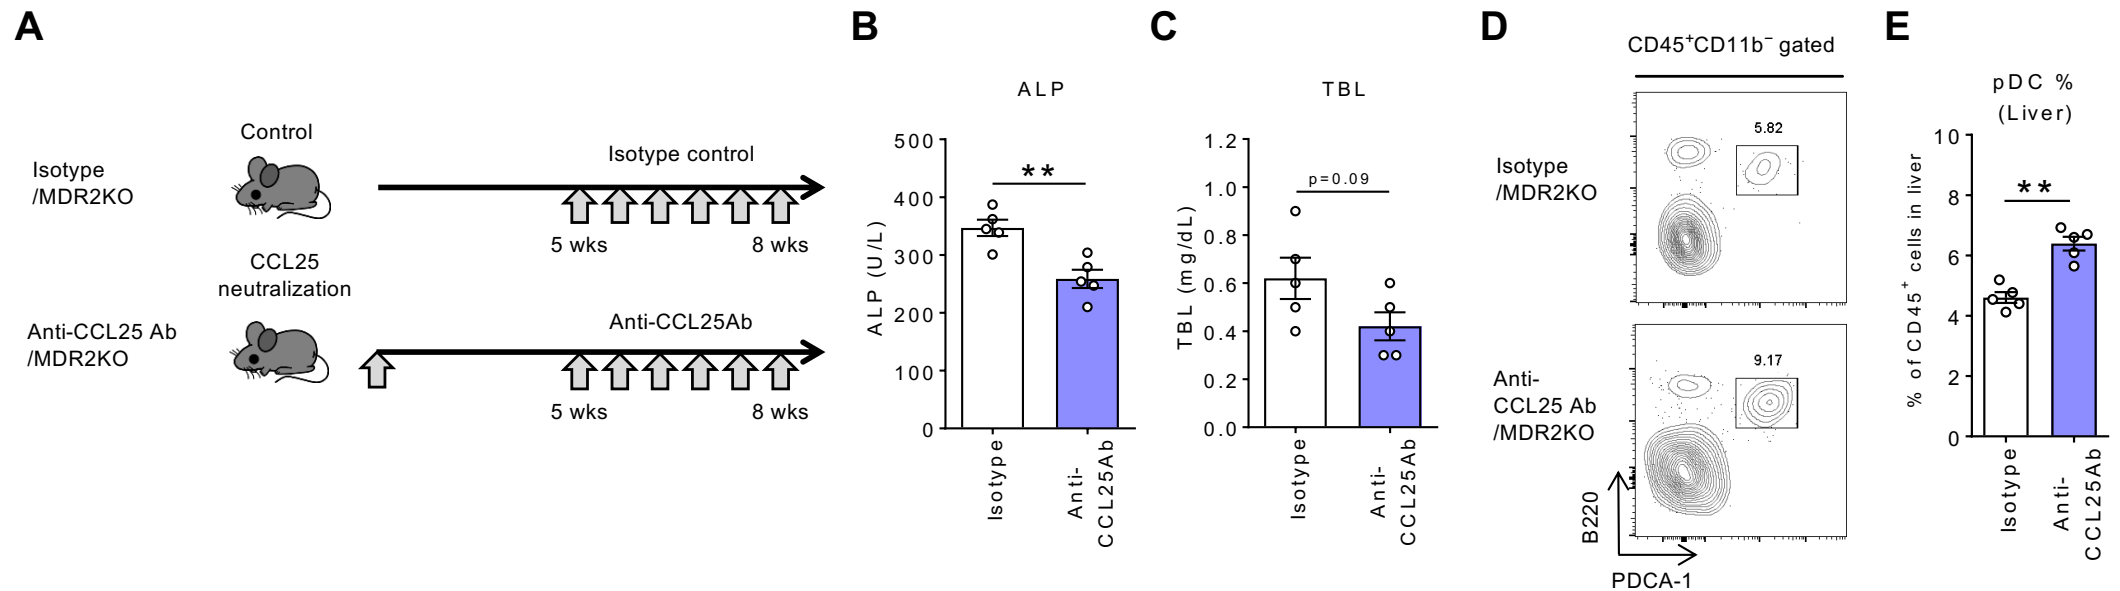 A
Control
Isotype
/MDR2KO
Isotype control
5 wks
8 wks
CCL25
neutralization
Anti-CCL25 Ab
/MDR2KO
Anti-CCL25Ab
5 wks
8 wks
B
ALP
ALP (U/L)
500
400
300
200
100
0
**
Isotype
Anti-
CCL25Ab
C
TBL
TBL (mg/dL)
1.2
1.0
0.8
0.6
0.4
0.2
0.0
p=0.09
Isotype
Anti-
CCL25Ab
D
CD45⁺CD11b⁻ gated
Isotype
/MDR2KO
5.82
Anti-
CCL25 Ab
/MDR2KO
9.17
B220
PDCA-1
E
pDC %
(Liver)
% of CD45⁺ cells in liver
10
8
6
4
2
0
**
Isotype
Anti-
CCL25Ab